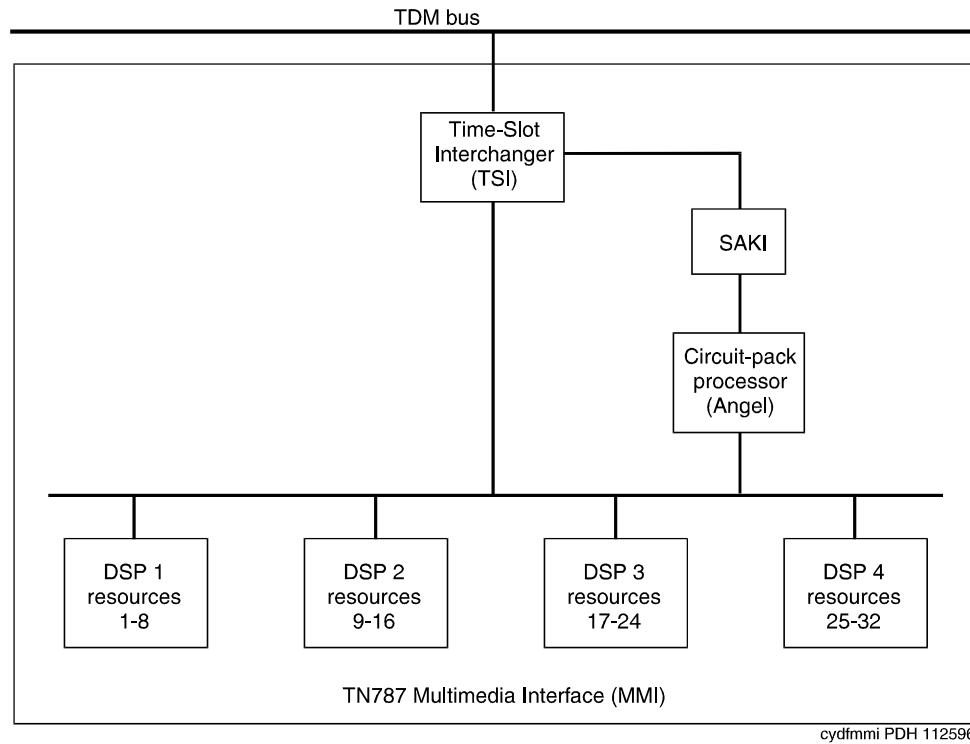 TDM bus
Time-Slot
Interchanger
(TSI)
SAKI
Circuit-pack
processor
(Angel)
DSP 1
resources
1-8
DSP 2
resources
9-16
DSP 3
resources
17-24
DSP 4
resources
25-32
TN787 Multimedia Interface (MMI)
cydfmmi PDH 112596